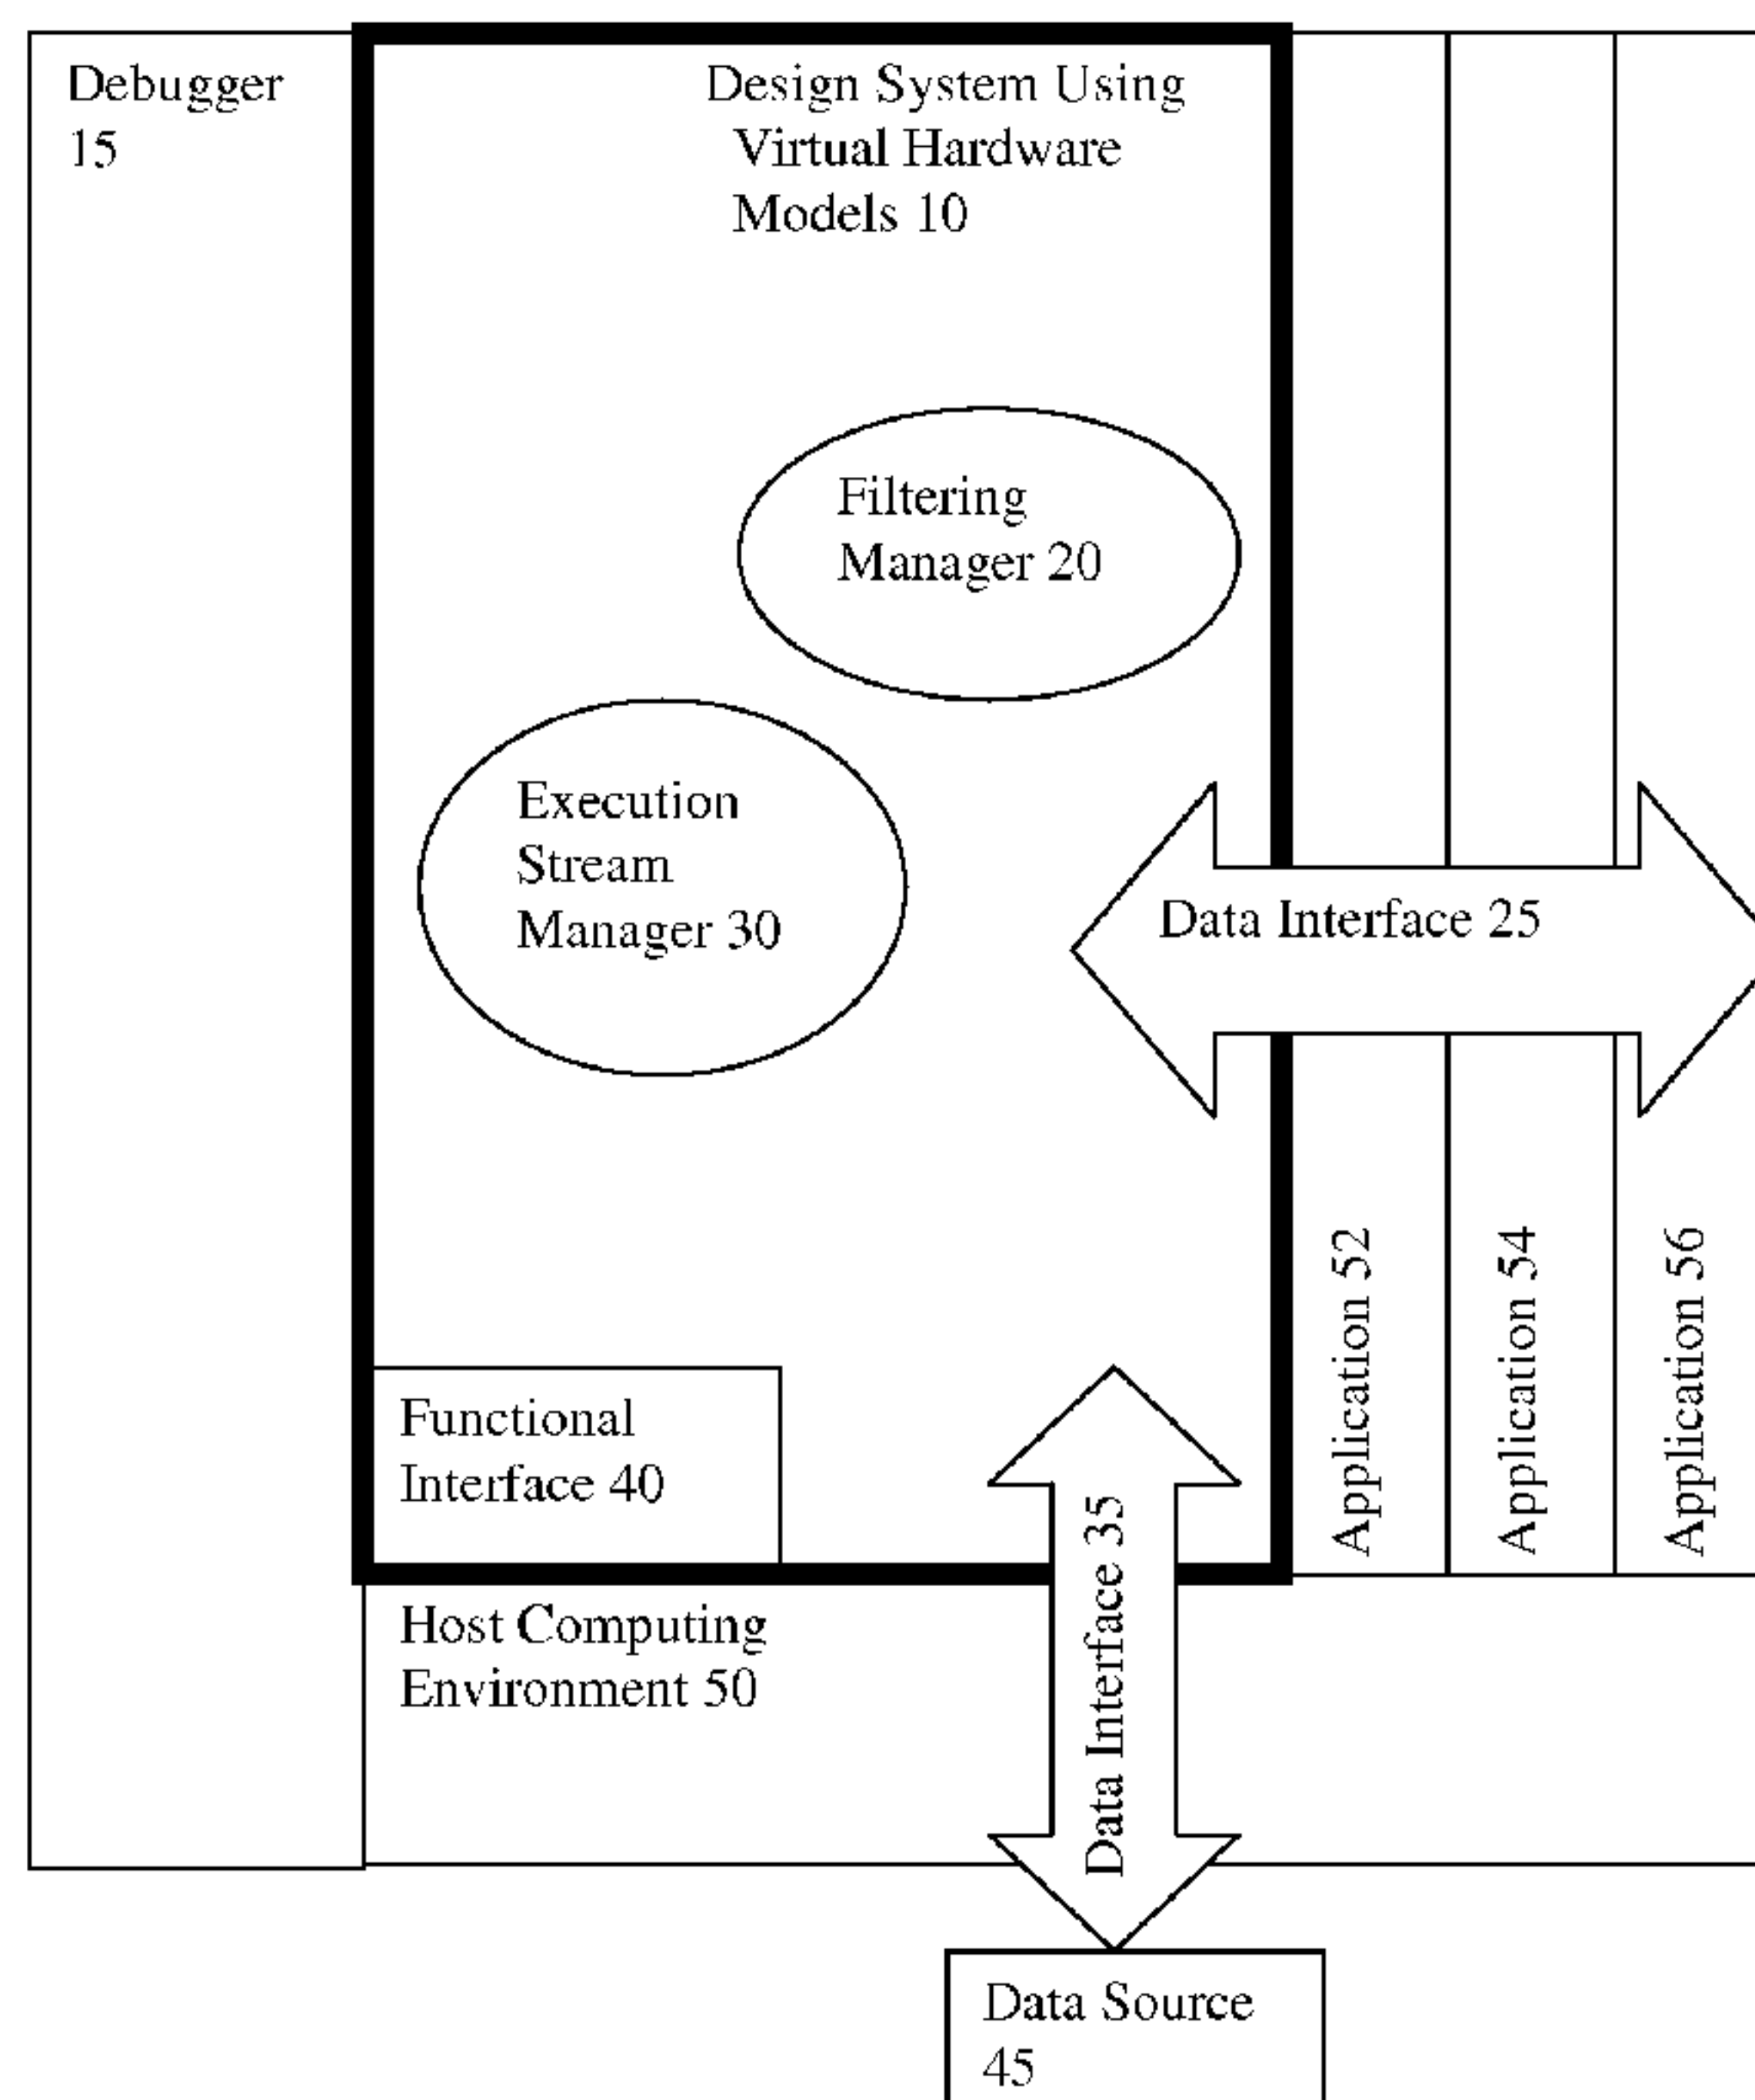 Debugger
15
Design System Using
Virtual Hardware
Models 10
Filtering
Manager 20
Execution
Stream
Manager 30
Data Interface 25
Application 52
Application 54
Application 56
Functional
Interface 40
Data Interface 35
Host Computing
Environment 50
Data Source
45